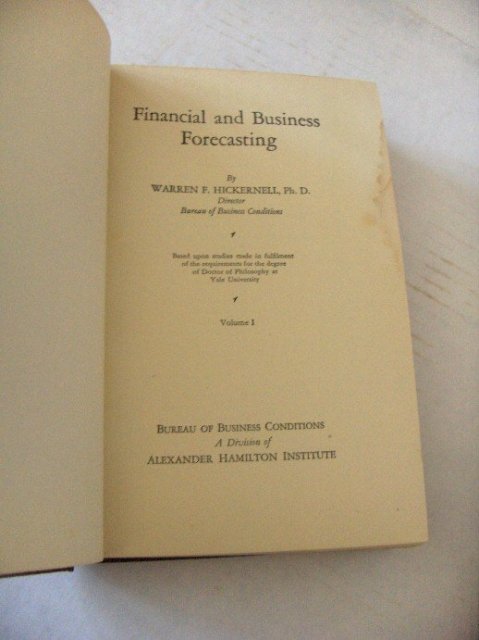 Financial and Business
Forecasting
By
WARREN F. HICKERNELL, Ph. D.
Director
Bureau of Business Conditions
Based upon studies made in fulfilment
of the requirements for the degree
of Doctor of Philosophy at
Yale University
Volume I
BUREAU OF BUSINESS CONDITIONS
A Division of
ALEXANDER HAMILTON INSTITUTE